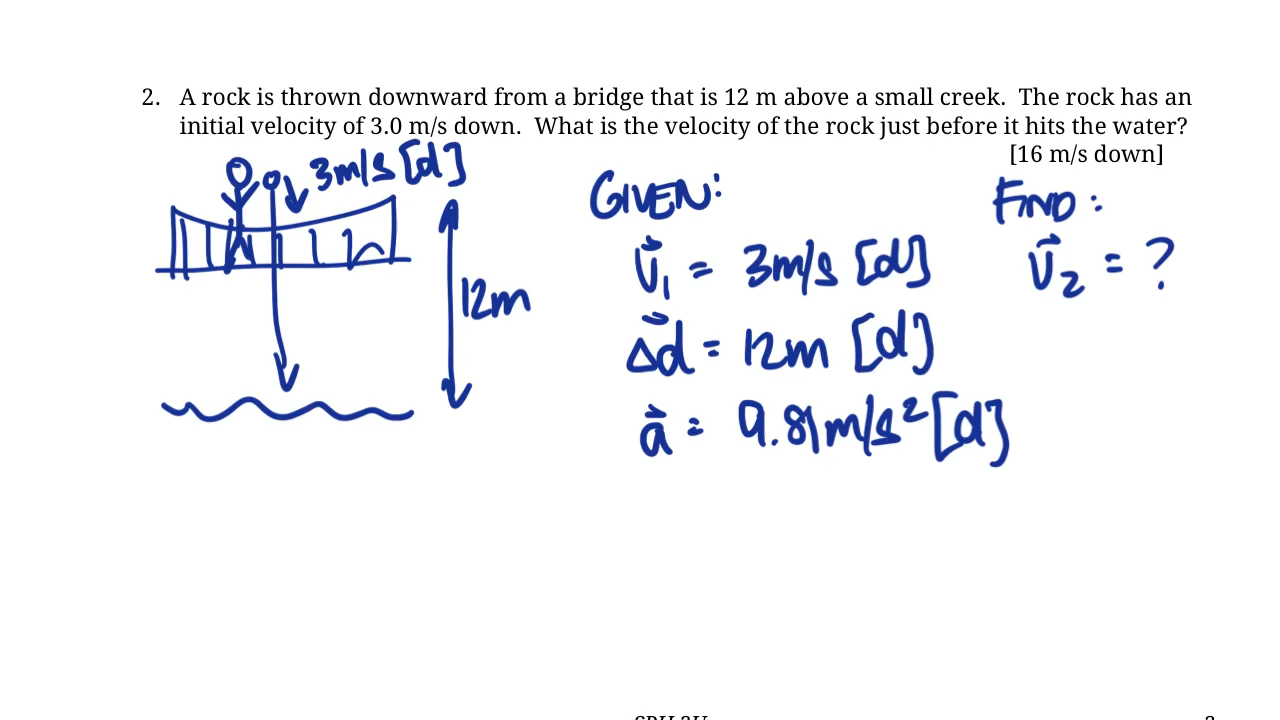 2. A rock is thrown downward from a bridge that is 12 m above a small creek. The rock has an
initial velocity of 3.0 m/s down. What is the velocity of the rock just before it hits the water?
[16 m/s down]
3m/s [d]
12m
GIVEN:
v⃗₁ = 3m/s [d]
Δd⃗ = 12m [d]
a⃗ = 9.81m/s² [d]
FIND:
v⃗₂ = ?